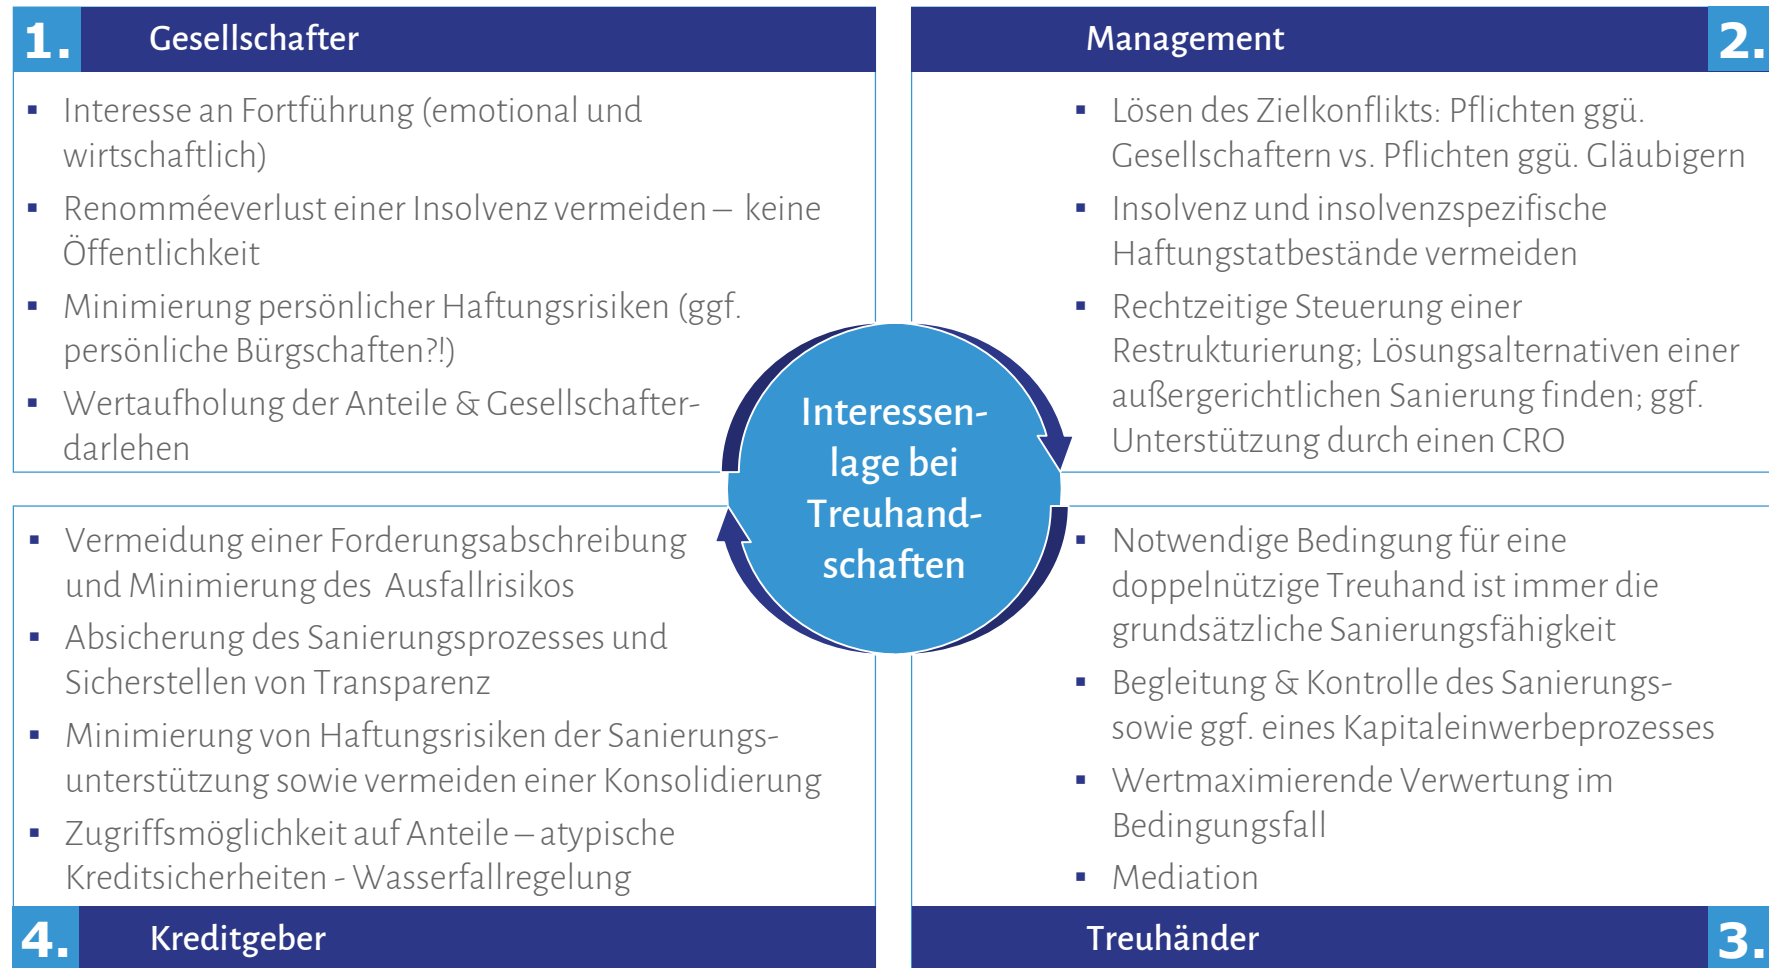 1.
Gesellschafter
▪ Interesse an Fortführung (emotional und
wirtschaftlich)
▪ Renomméeverlust einer Insolvenz vermeiden – keine
Öffentlichkeit
▪ Minimierung persönlicher Haftungsrisiken (ggf.
persönliche Bürgschaften?!)
▪ Wertaufholung der Anteile & Gesellschafter-
darlehen
Management
2.
▪ Lösen des Zielkonflikts: Pflichten ggü.
Gesellschaftern vs. Pflichten ggü. Gläubigern
▪ Insolvenz und insolvenzspezifische
Haftungstatbestände vermeiden
▪ Rechtzeitige Steuerung einer
Restrukturierung; Lösungsalternativen einer
außergerichtlichen Sanierung finden; ggf.
Unterstützung durch einen CRO
Interessen-
lage bei
Treuhand-
schaften
▪ Notwendige Bedingung für eine
doppelnützige Treuhand ist immer die
grundsätzliche Sanierungsfähigkeit
▪ Begleitung & Kontrolle des Sanierungs-
sowie ggf. eines Kapitaleinwerbeprozesses
▪ Wertmaximierende Verwertung im
Bedingungsfall
▪ Mediation
Treuhänder
3.
▪ Vermeidung einer Forderungsabschreibung
und Minimierung des Ausfallrisikos
▪ Absicherung des Sanierungsprozesses und
Sicherstellen von Transparenz
▪ Minimierung von Haftungsrisiken der Sanierungs-
unterstützung sowie vermeiden einer Konsolidierung
▪ Zugriffsmöglichkeit auf Anteile – atypische
Kreditsicherheiten - Wasserfallregelung
4.
Kreditgeber